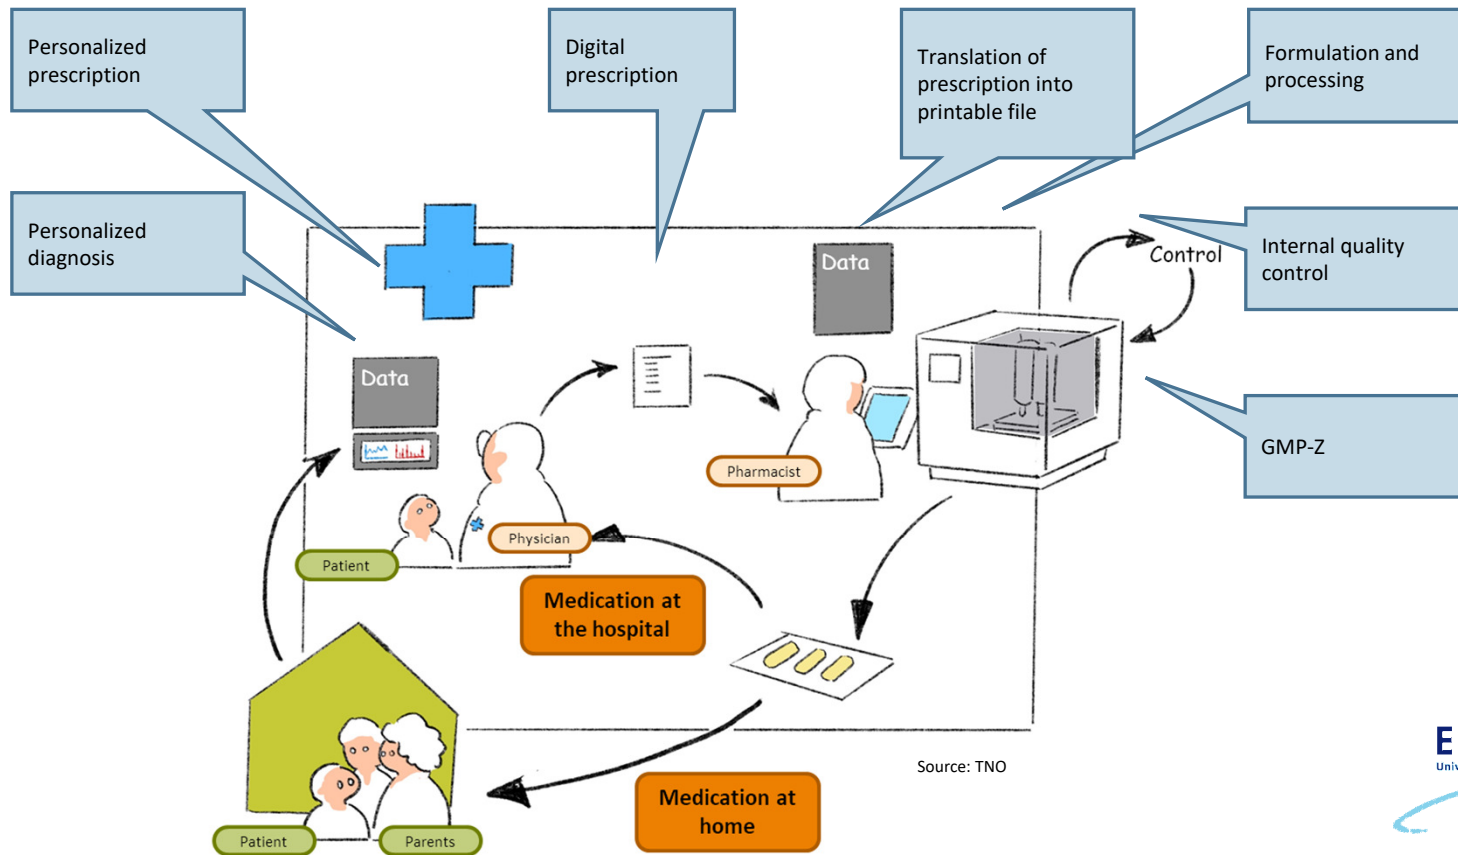 Personalized
prescription
Digital
prescription
Translation of
prescription into
printable file
Formulation and
processing
Personalized
diagnosis
Internal quality
control
GMP-Z
Data
Data
Control
Pharmacist
Physician
Patient
Medication at
the hospital
Source: TNO
Medication at
home
Patient
Parents
E
Univ